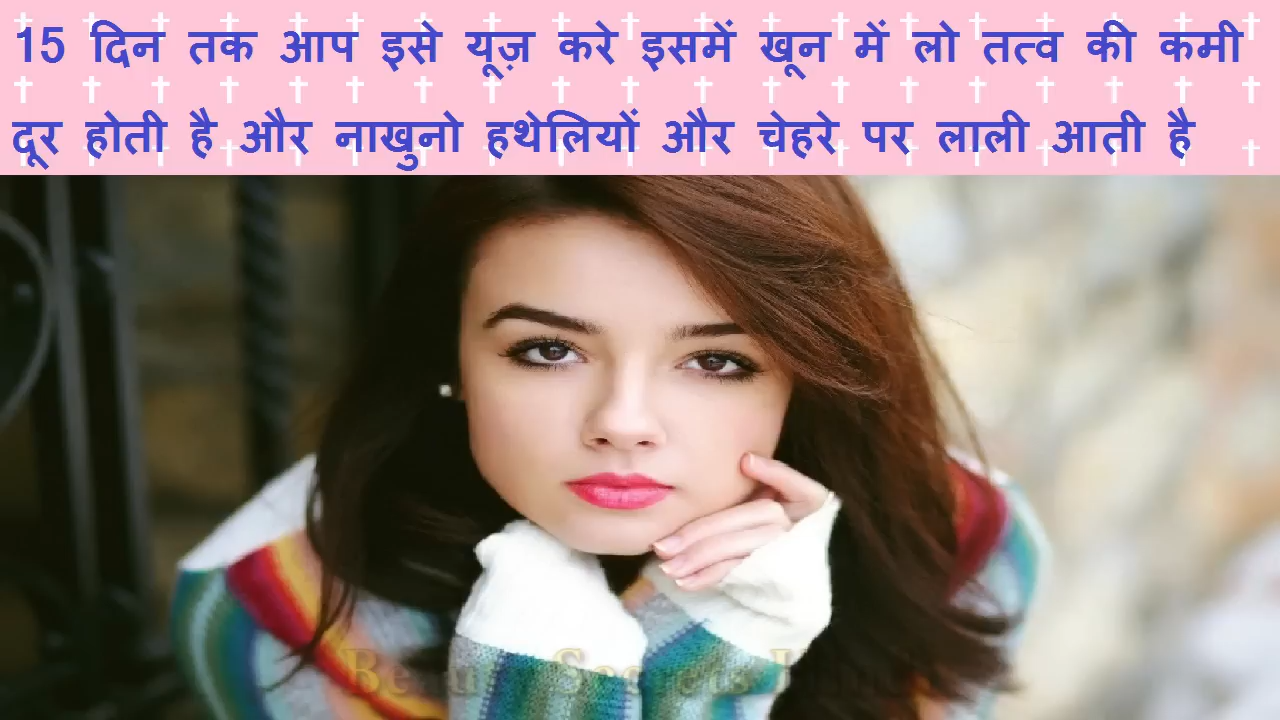 15 दिन तक आप इसे यूज़ करे इसमें खून में लो तत्व की कमी
दूर होती है और नाखुनो हथेलियों और चेहरे पर लाली आती है